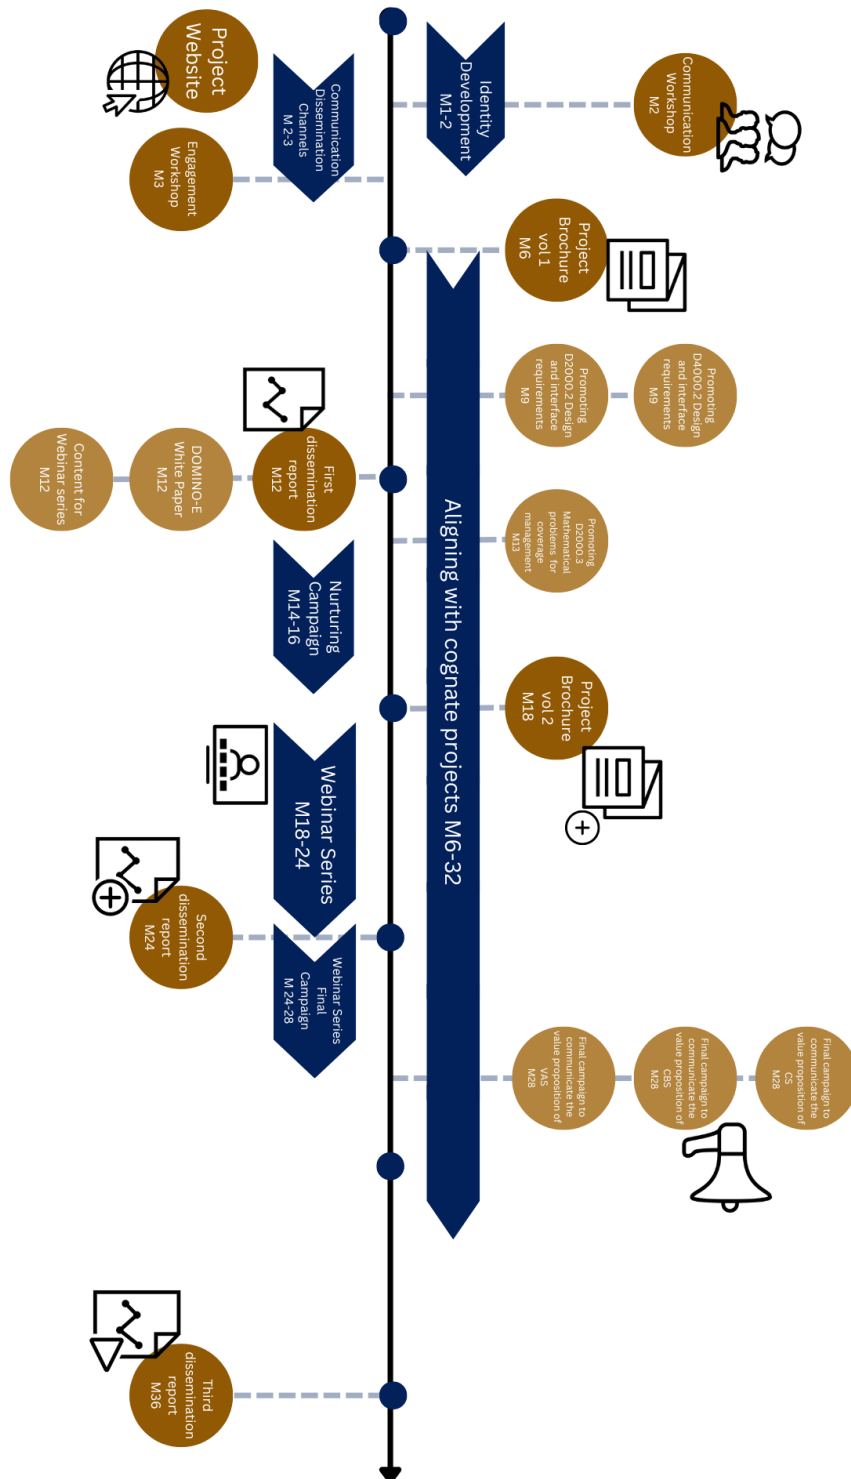 Communication
Workshop
M2
Identity
Development
M1-2
Project
Website
Communication
Dissemination
Channels
M 2-3
Engagement
Workshop
M3
Project
Brochure
vol 1
M6
Promoting
D4000.2 Design
and interface
requirements
M9
Promoting
D2000.2 Design
and interface
requirements
M9
Aligning with cognate projects M6-32
First
dissemination
report
M12
DOMINO-E
White Paper
M12
Content for
Webinar series
M12
Promoting
D2000.3
Mathematical
problems for
coverage
management
M13
Nurturing
Campaign
M14-16
Project
Brochure
vol 2
M18
Webinar Series
M18-24
Second
dissemination
report
M24
Webinar Series
Final
Campaign
M 24-28
Final campaign to
communicate the
value proposition of
CS
M28
Final campaign to
communicate the
value proposition of
CBS
M28
Final campaign to
communicate the
value proposition of
VAS
M28
Third
dissemination
report
M36